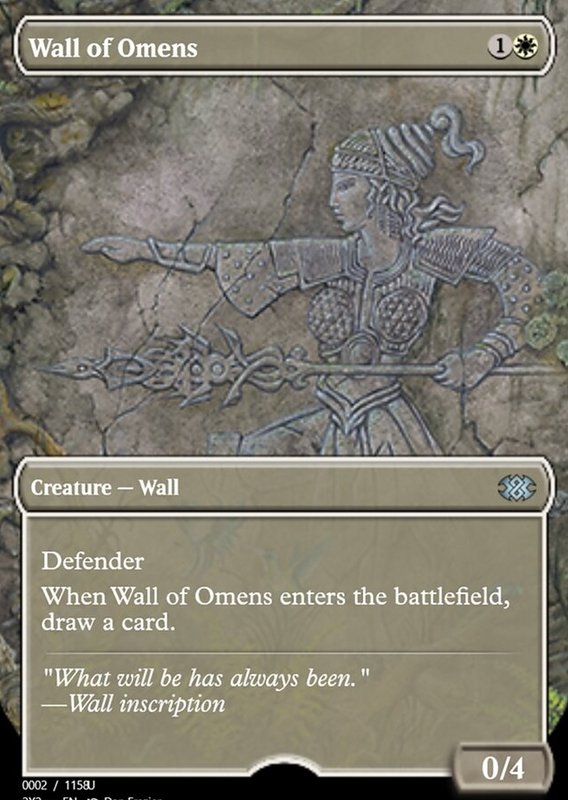 Wall of Omens
1
Creature — Wall
Defender
When Wall of Omens enters the battlefield,
draw a card.
"What will be has always been."
—Wall inscription
0/4
0002 / 1158U